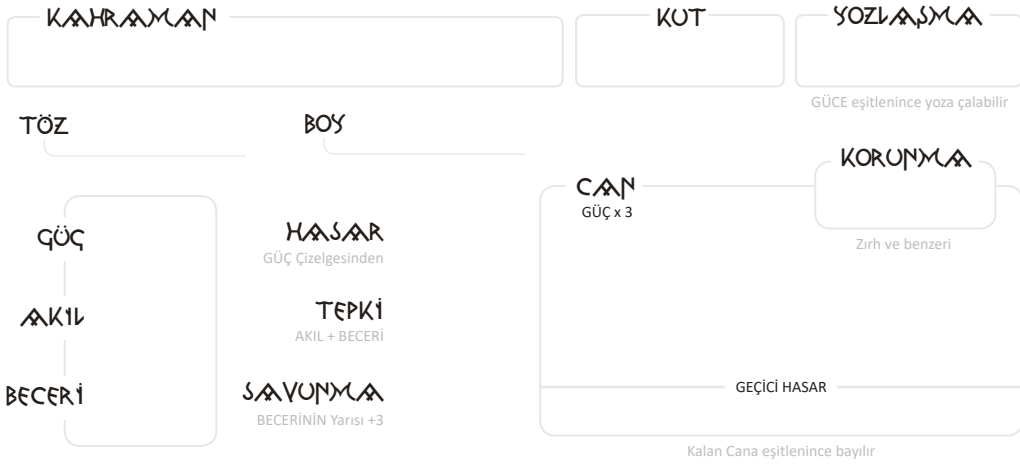 KAHRAMAN
KUT
YOZLAŞMA
GÜCE eşitlenince yoza çalabilir
TÖZ
BOY
KORUNMA
Zırh ve benzeri
CAN
GÜÇ x 3
GÜÇ
HASAR
GÜÇ Çizelgesinden
AKIL
TEPKİ
AKIL + BECERİ
BECERİ
SAVUNMA
BECERİNİN Yarısı +3
GEÇİCİ HASAR
Kalan Cana eşitlenince bayılır